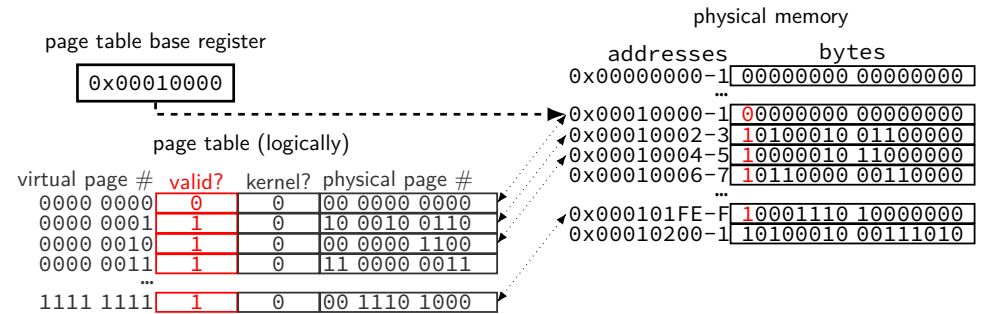 page table base register
0x00010000
page table (logically)
virtual page # valid? kernel? physical page #
0000 0000 0 0 00 0000 0000
0000 0001 1 0 10 0010 0110
0000 0010 1 0 00 0000 1100
0000 0011 1 0 11 0000 0011
…
1111 1111 1 0 00 1110 1000
physical memory
addresses bytes
0x00000000-1 00000000 00000000
…
0x00010000-1 00000000 00000000
0x00010002-3 10100010 01100000
0x00010004-5 10000010 11000000
0x00010006-7 10110000 00110000
…
0x000101FE-F 10001110 10000000
0x00010200-1 10100010 00111010